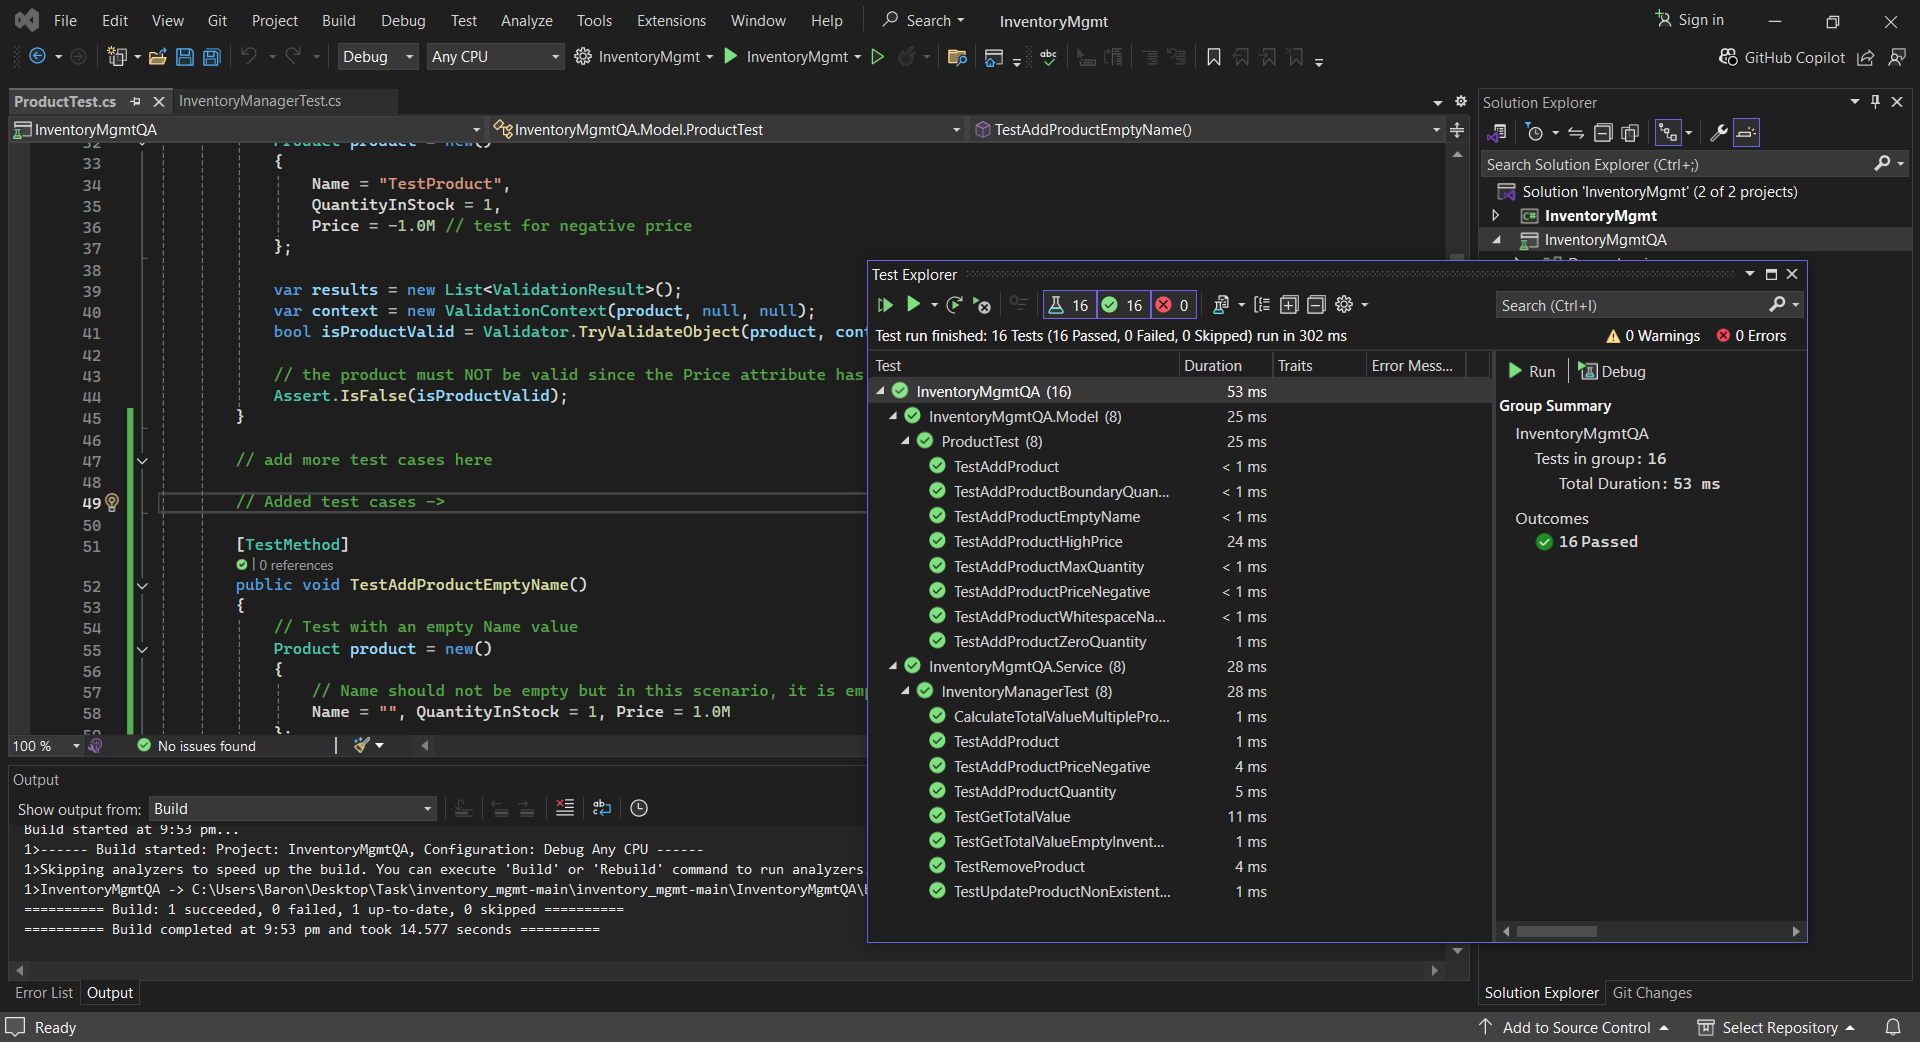 File Edit View Git Project Build Debug Test Analyze Tools Extensions Window Help Search InventoryMgmt Sign in
Debug Any CPU InventoryMgmt InventoryMgmt GitHub Copilot
ProductTest.cs InventoryManagerTest.cs
InventoryMgmtQA InventoryMgmtQA.Model.ProductTest TestAddProductEmptyName()
32 Product product = new()
33 {
34 Name = "TestProduct",
35 QuantityInStock = 1,
36 Price = -1.0M // test for negative price
37 };
38
39 var results = new List<ValidationResult>();
40 var context = new ValidationContext(product, null, null);
41 bool isProductValid = Validator.TryValidateObject(product, con
42
43 // the product must NOT be valid since the Price attribute has
44 Assert.IsFalse(isProductValid);
45 }
46
47 // add more test cases here
48
49 // Added test cases ->
50
51 [TestMethod]
0 references
52 public void TestAddProductEmptyName()
53 {
54 // Test with an empty Name value
55 Product product = new()
56 {
57 // Name should not be empty but in this scenario, it is emp
58 Name = "", QuantityInStock = 1, Price = 1.0M
59 };
100 % No issues found
Output
Show output from: Build
Build started at 9:53 pm...
1>------ Build started: Project: InventoryMgmtQA, Configuration: Debug Any CPU ------
1>Skipping analyzers to speed up the build. You can execute 'Build' or 'Rebuild' command to run analyzers
1>InventoryMgmtQA -> C:\Users\Baron\Desktop\Task\inventory_mgmt-main\inventory_mgmt-main\InventoryMgmtQA\
========== Build: 1 succeeded, 0 failed, 1 up-to-date, 0 skipped ==========
========== Build completed at 9:53 pm and took 14.577 seconds ==========
Error List Output
Test Explorer
16 16 0 Search (Ctrl+I)
Test run finished: 16 Tests (16 Passed, 0 Failed, 0 Skipped) run in 302 ms 0 Warnings 0 Errors
Test Duration Traits Error Mess...
InventoryMgmtQA (16) 53 ms
InventoryMgmtQA.Model (8) 25 ms
ProductTest (8) 25 ms
TestAddProduct < 1 ms
TestAddProductBoundaryQuan... < 1 ms
TestAddProductEmptyName < 1 ms
TestAddProductHighPrice 24 ms
TestAddProductMaxQuantity < 1 ms
TestAddProductPriceNegative < 1 ms
TestAddProductWhitespaceNa... < 1 ms
TestAddProductZeroQuantity 1 ms
InventoryMgmtQA.Service (8) 28 ms
InventoryManagerTest (8) 28 ms
CalculateTotalValueMultiplePro... 1 ms
TestAddProduct 1 ms
TestAddProductPriceNegative 4 ms
TestAddProductQuantity 5 ms
TestGetTotalValue 11 ms
TestGetTotalValueEmptyInvent... 1 ms
TestRemoveProduct 4 ms
TestUpdateProductNonExistent... 1 ms
Run Debug
Group Summary
InventoryMgmtQA
Tests in group: 16
Total Duration: 53 ms
Outcomes
16 Passed
Solution Explorer
Search Solution Explorer (Ctrl+;)
Solution 'InventoryMgmt' (2 of 2 projects)
InventoryMgmt
InventoryMgmtQA
Solution Explorer Git Changes
Ready Add to Source Control Select Repository